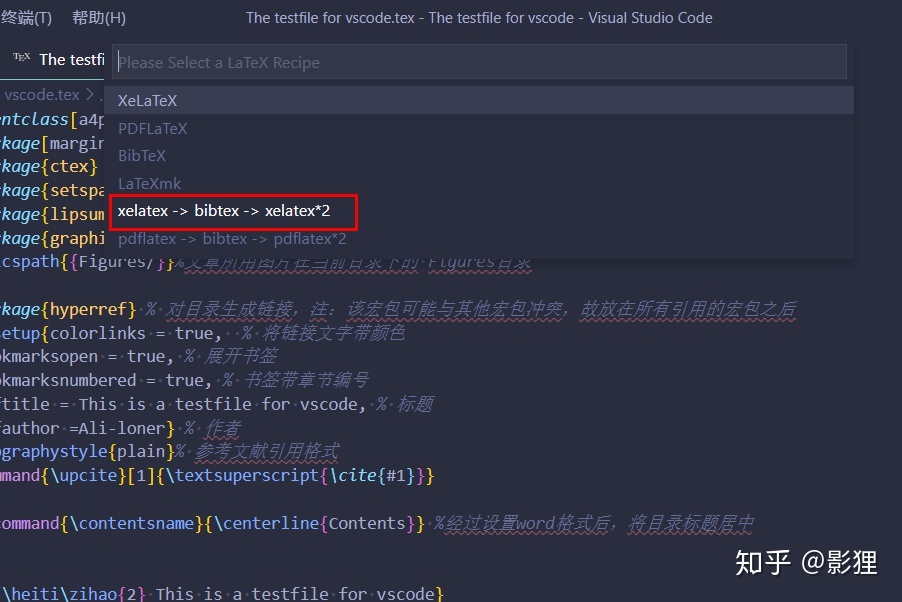 终端(T) 帮助(H) The testfile for vscode.tex - The testfile for vscode - Visual Studio Code
TEX The testfi
Please Select a LaTeX Recipe
vscode.tex > .
XeLaTeX
entclass[a4p
PDFLaTeX
kage[margin
BibTeX
kage{ctex}
LaTeXmk
kage{setspa
xelatex -> bibtex -> xelatex*2
kage{lipsum
pdflatex -> bibtex -> pdflatex*2
kage{graphi
cspath{{Figures/}}%文章所用图片在当前目录下的 Figures目录
kage{hyperref} % 对目录生成链接，注：该宏包可能与其他宏包冲突，故放在所有引用的宏包之后
etup{colorlinks = true, % 将链接文字带颜色
okmarksopen = true, % 展开书签
okmarksnumbered = true, % 书签带章节编号
ftitle = This is a testfile for vscode, % 标题
fauthor =Ali-loner} % 作者
ographystyle{plain}% 参考文献引用格式
mmand{\upcite}[1]{\textsuperscript{\cite{#1}}}
command{\contentsname}{\centerline{Contents}} %经过设置word格式后，将目录标题居中
{\heiti\zihao{2} This is a testfile for vscode}
知乎 @影狸